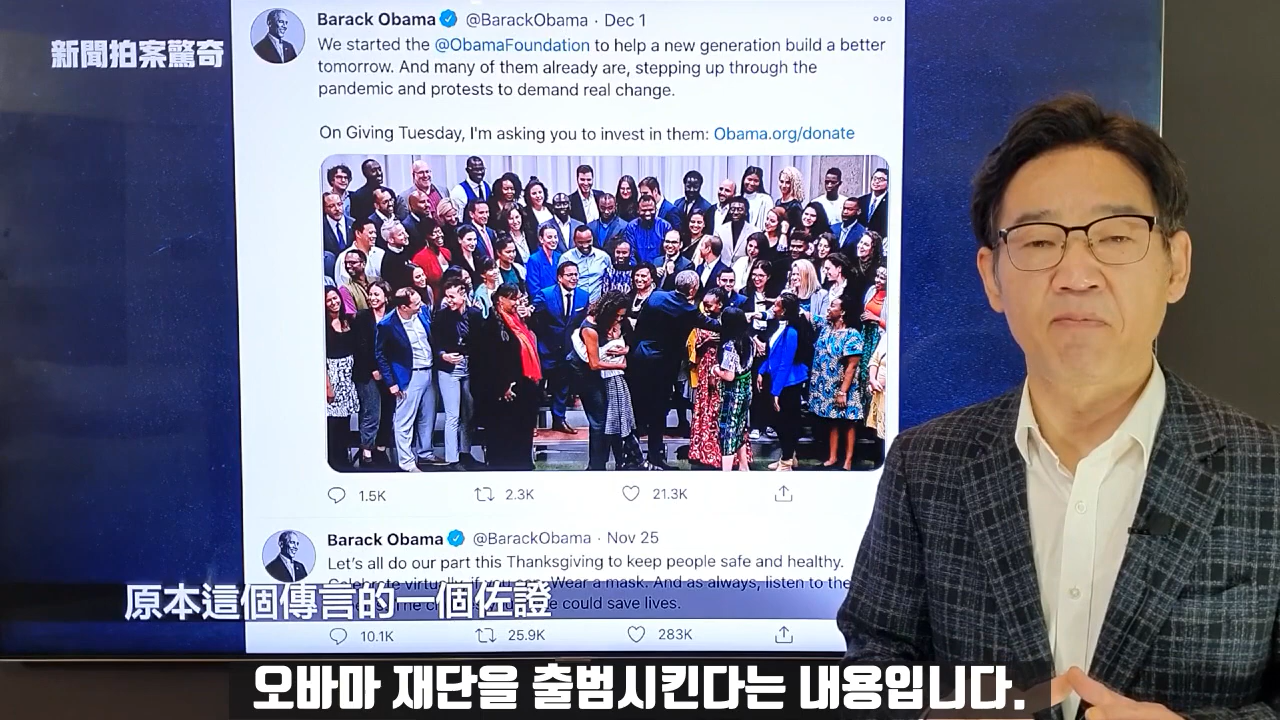 新聞拍案驚奇
Barack Obama @BarackObama · Dec 1
We started the @ObamaFoundation to help a new generation build a better
tomorrow. And many of them already are, stepping up through the
pandemic and protests to demand real change.
On Giving Tuesday, I'm asking you to invest in them: Obama.org/donate
1.5K 2.3K 21.3K
Barack Obama @BarackObama · Nov 25
Let's all do our part this Thanksgiving to keep people safe and healthy.
Celebrate virtually, if you can. Wear a mask. And as always, listen to the
could save lives.
原本這個傳言的一個佐證
10.1K 25.9K 283K
오바마 재단을 출범시킨다는 내용입니다.